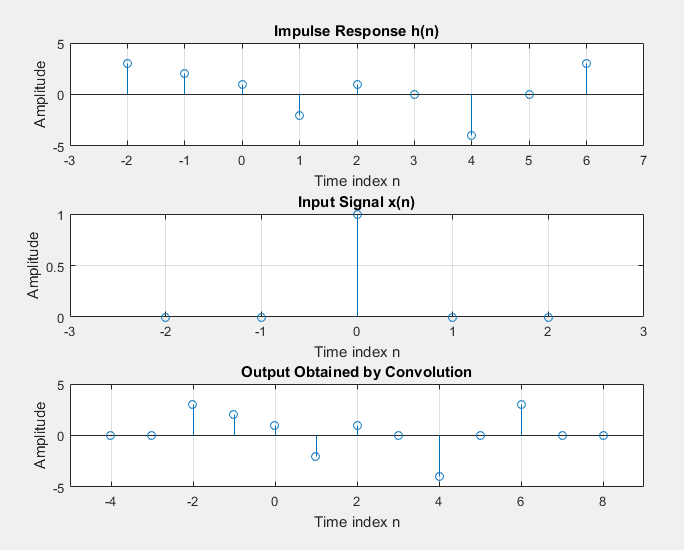 Impulse Response h(n)
5
0
-5
Amplitude
-3 -2 -1 0 1 2 3 4 5 6 7
Time index n
Input Signal x(n)
1
0.5
0
Amplitude
-3 -2 -1 0 1 2 3
Time index n
Output Obtained by Convolution
5
0
-5
Amplitude
-4 -2 0 2 4 6 8
Time index n